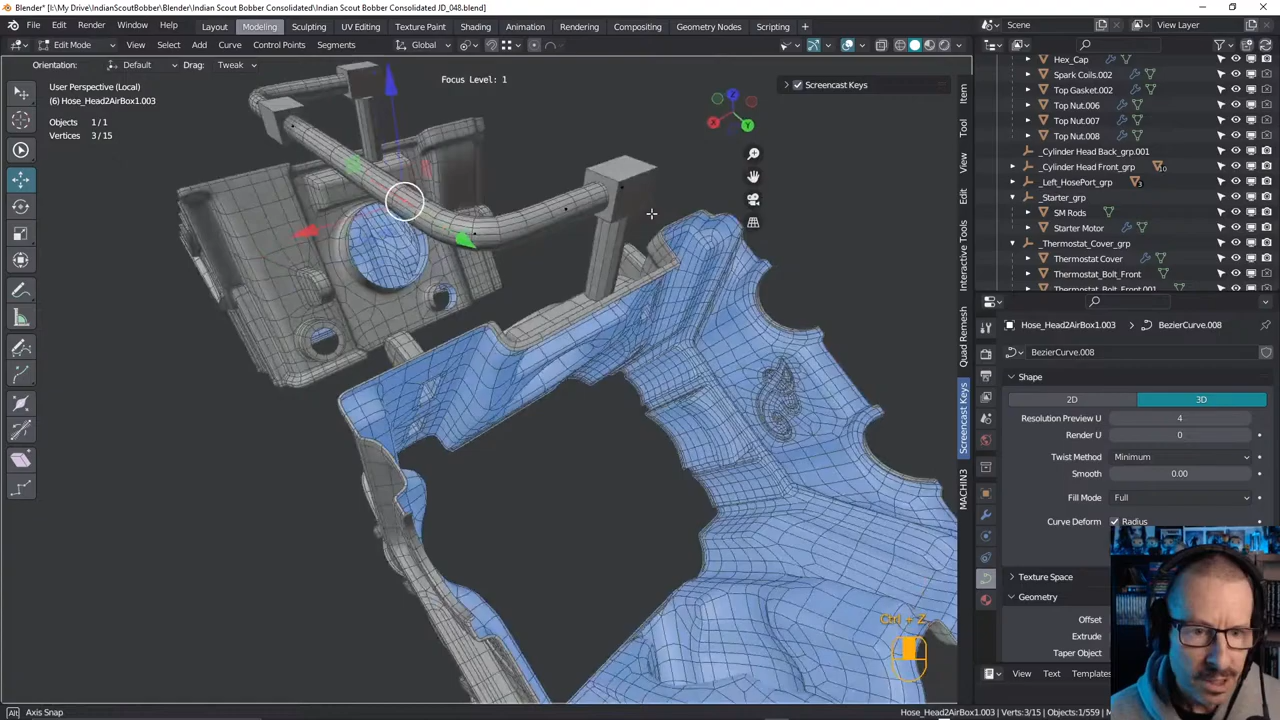 Blender* [I:\My Drive\IndianScoutBobber\Blender\Indian Scout Bobber Consolidated\Indian Scout Bobber Consolidated JD_048.blend]
File Edit Render Window Help Layout Modeling Sculpting UV Editing Texture Paint Shading Animation Rendering Compositing Geometry Nodes Scripting + Scene View Layer
Edit Mode View Select Add Curve Control Points Segments Global
Orientation: Default Drag: Tweak
Focus Level: 1
User Perspective (Local)
(6) Hose_Head2AirBox1.003
Objects 1/1
Vertices 3/15
Screencast Keys
Z
X
Y
Item
Tool
View
Edit
Interactive Tools
Quad Remesh
Screencast Keys
MACHIN3
Hex_Cap
Spark Coils.002
Top Gasket.002
Top Nut.006
Top Nut.007
Top Nut.008
_Cylinder Head Back_grp.001
_Cylinder Head Front_grp
_Left_HosePort_grp
_Starter_grp
SM Rods
Starter Motor
_Thermostat_Cover_grp
Thermostat Cover
Thermostat_Bolt_Front
Thermostat_Bolt_Front.001
Hose_Head2AirBox1.003 BezierCurve.008
BezierCurve.008
Shape
2D 3D
Resolution Preview U 4
Render U 0
Twist Method Minimum
Smooth 0.00
Fill Mode Full
Curve Deform Radius
Texture Space
Geometry
Offset
Extrude
Taper Object
View Text Templates
Ctrl + Z
Alt Axis Snap
Hose_Head2AirBox1.003 | Verts:3/15 | Objects:1/559 |